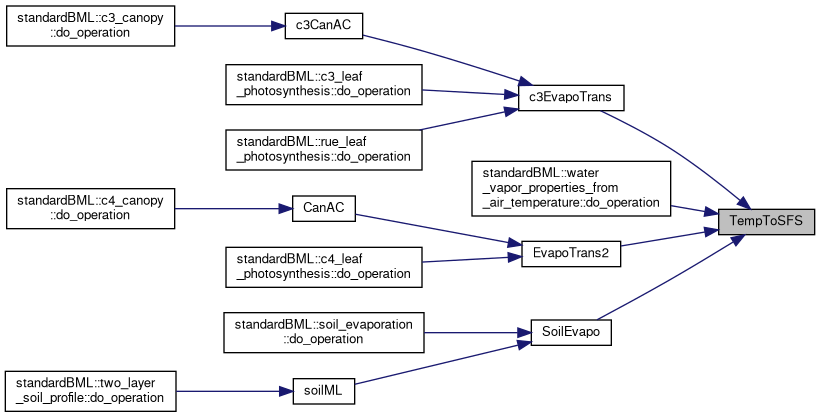 standardBML::c3_canopy
::do_operation
c3CanAC
standardBML::c3_leaf
_photosynthesis::do_operation
c3EvapoTrans
standardBML::rue_leaf
_photosynthesis::do_operation
standardBML::water
_vapor_properties_from
_air_temperature::do_operation
standardBML::c4_canopy
::do_operation
CanAC
TempToSFS
standardBML::c4_leaf
_photosynthesis::do_operation
EvapoTrans2
standardBML::soil_evaporation
::do_operation
SoilEvapo
standardBML::two_layer
_soil_profile::do_operation
soilML